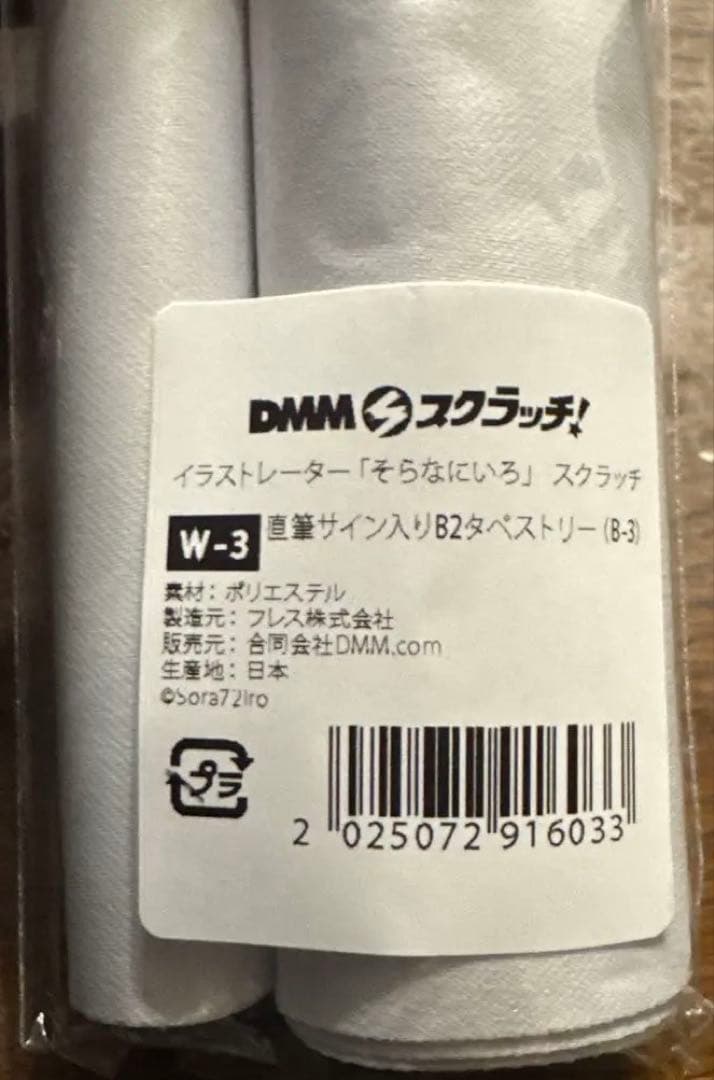 DMMスクラッチ!
イラストレーター「そらなにいろ」 スクラッチ
W-3 直筆サイン入りB2タペストリー(B-3)
素材：ポリエステル
製造元：フレス株式会社
販売元：合同会社DMM.com
生産地：日本
©Sora72Iro
プラ
2 025072 916033